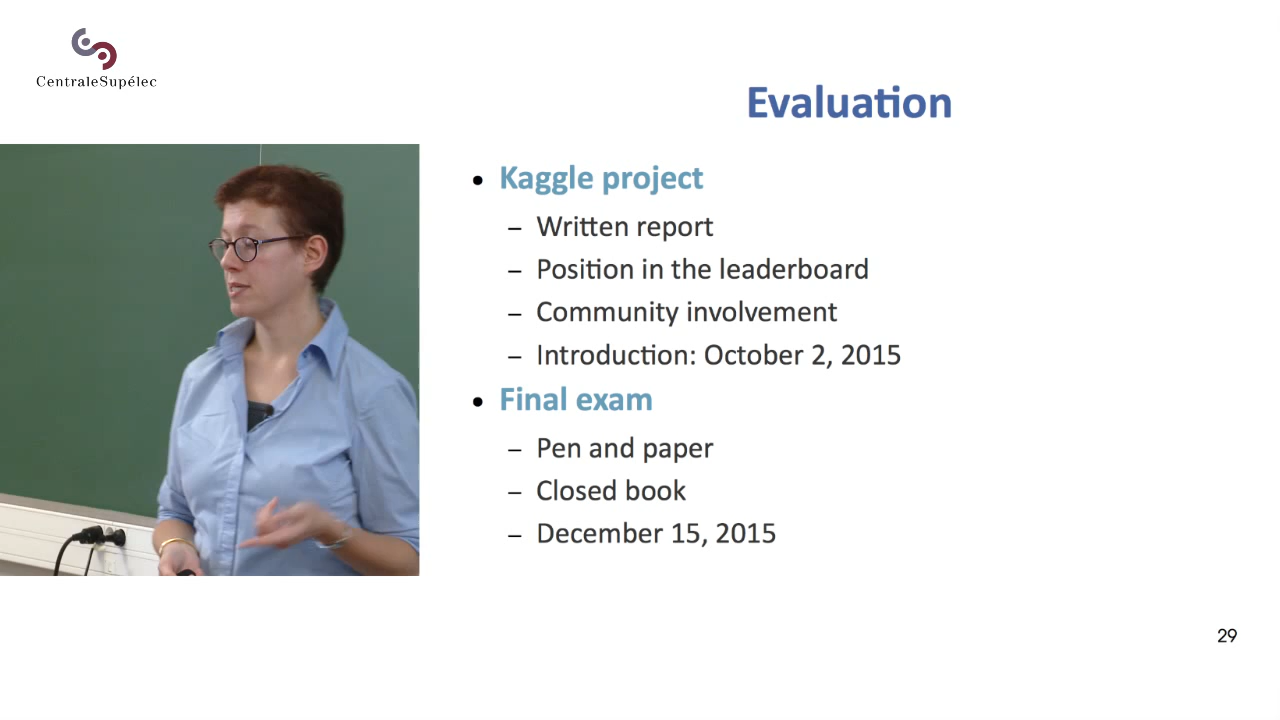 CentraleSupélec
Evaluation
• Kaggle project
– Written report
– Position in the leaderboard
– Community involvement
– Introduction: October 2, 2015
• Final exam
– Pen and paper
– Closed book
– December 15, 2015
29